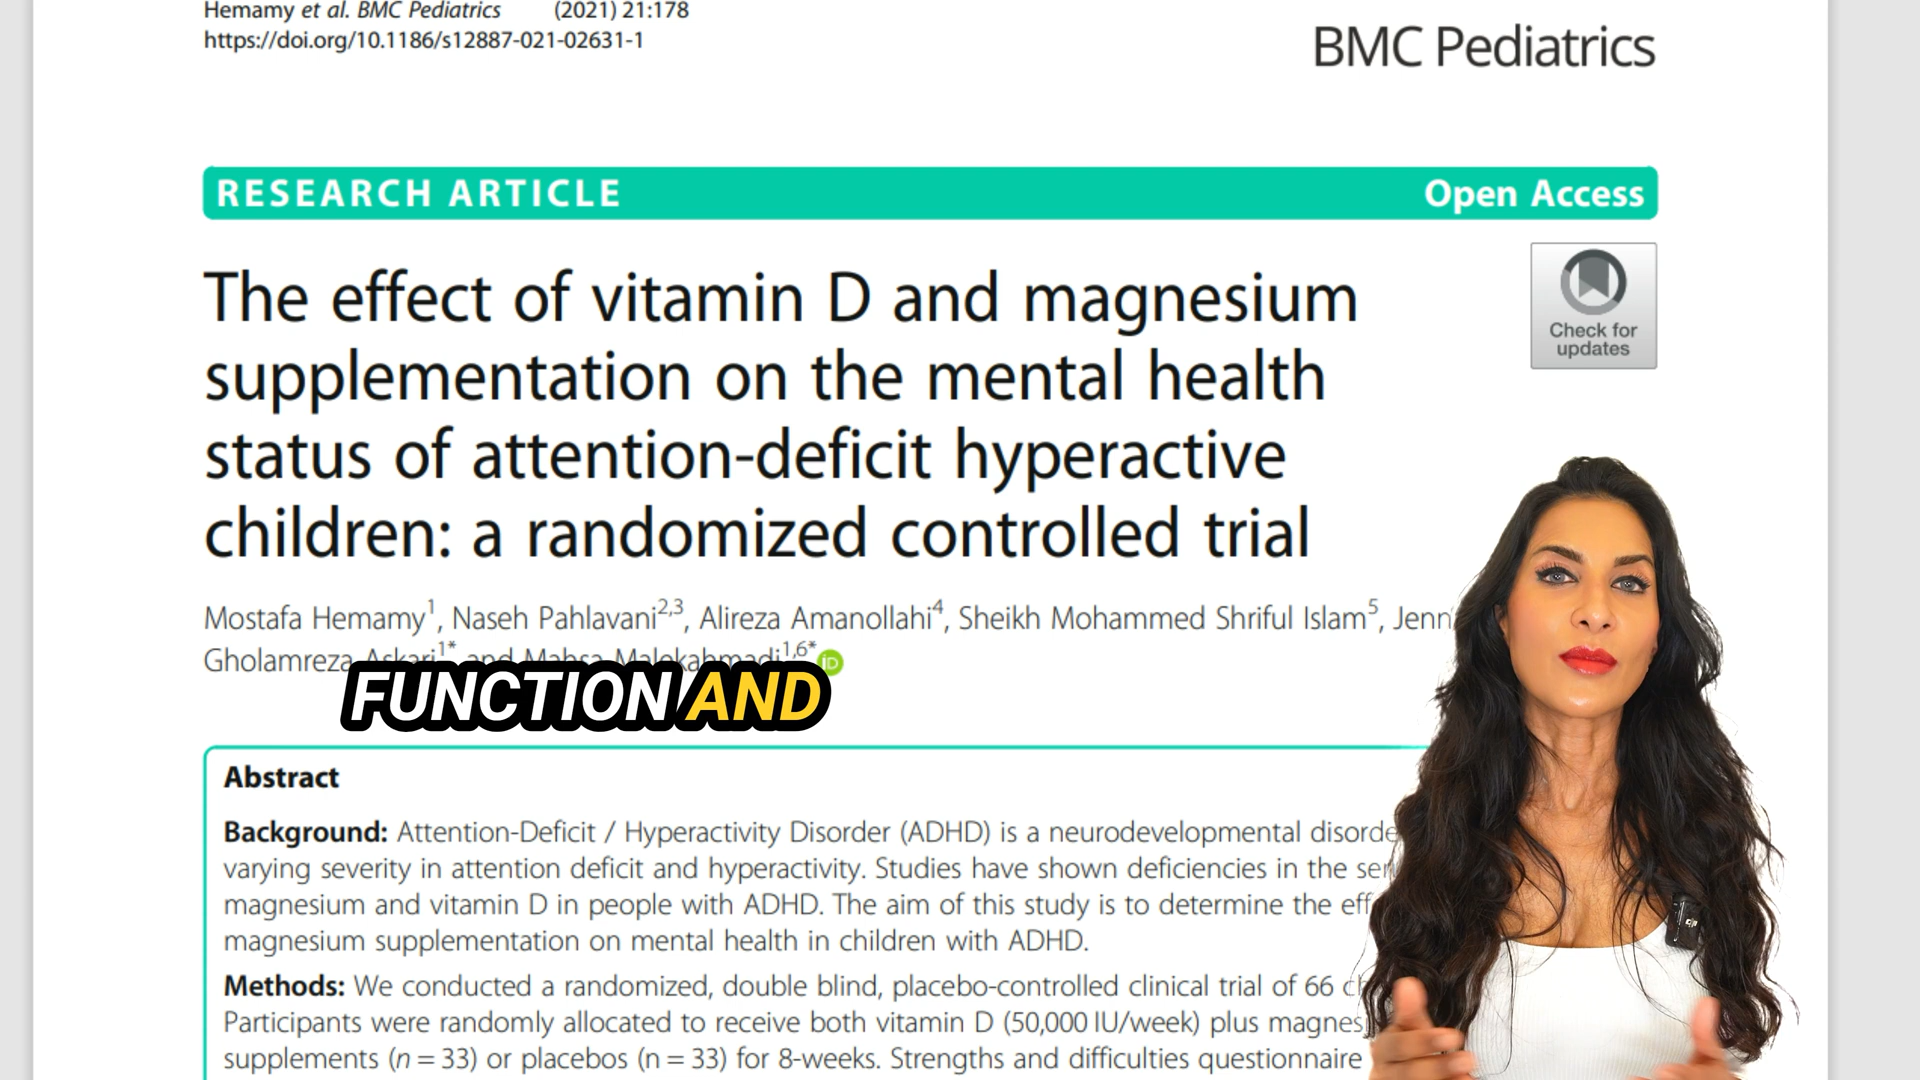 Hemamy et al. BMC Pediatrics (2021) 21:178
https://doi.org/10.1186/s12887-021-02631-1
BMC Pediatrics
RESEARCH ARTICLE Open Access
The effect of vitamin D and magnesium
supplementation on the mental health
status of attention-deficit hyperactive
children: a randomized controlled trial
Check for
updates
Mostafa Hemamy1, Naseh Pahlavani2,3, Alireza Amanollahi4, Sheikh Mohammed Shriful Islam5, Jenn
Gholamreza Askari1* and Mahsa Malekahmadi1,6* iD
FUNCTION AND
Abstract
Background: Attention-Deficit / Hyperactivity Disorder (ADHD) is a neurodevelopmental
varying severity in attention deficit and hyperactivity. Studies have shown deficiencies in the
magnesium and vitamin D in people with ADHD. The aim of this study is to determine the
magnesium supplementation on mental health in children with ADHD.
Methods: We conducted a randomized, double blind, placebo-controlled clinical trial of 66
Participants were randomly allocated to receive both vitamin D (50,000 IU/week) plus
supplements (n = 33) or placebos (n = 33) for 8-weeks. Strengths and difficulties questionnaire